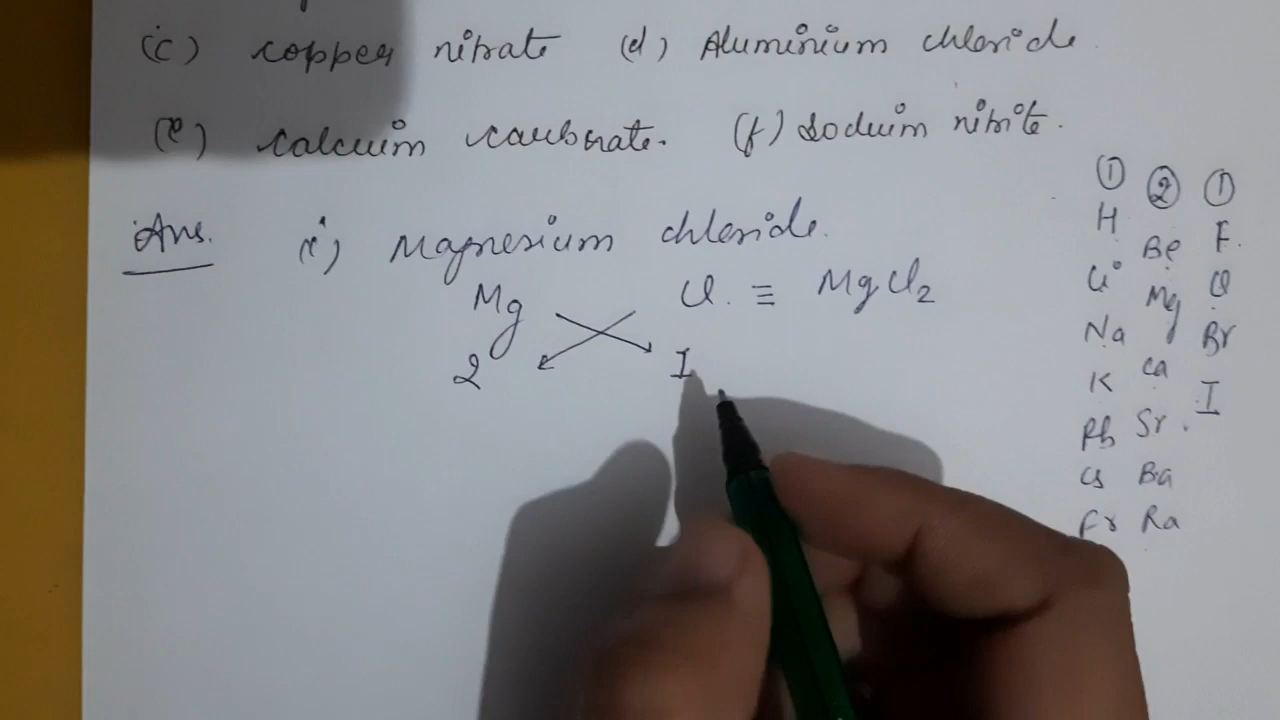 (c) copper nitrate (d) Aluminium chloride
(e) calcium carbonate. (f) Sodium nitrite.
Ans. (i) Magnesium chloride.
Mg Cl. ≡ MgCl2
2 I
① ② ①
H Be F.
Li Mg Cl
Na Ca Br
K Sr. I
Rb Ba
Cs Ra
Fr